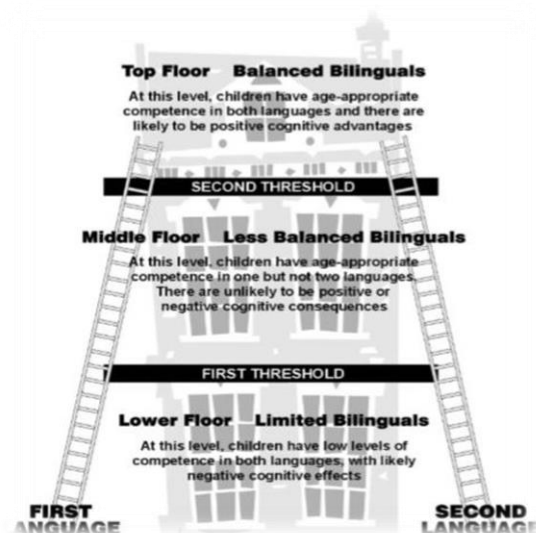 Top Floor Balanced Bilinguals
At this level, children have age-appropriate
competence in both languages and there are
likely to be positive cognitive advantages
SECOND THRESHOLD
Middle Floor Less Balanced Bilinguals
At this level, children have age-appropriate
competence in one but not two languages.
There are unlikely to be positive or
negative cognitive consequences
FIRST THRESHOLD
Lower Floor Limited Bilinguals
At this level, children have low levels of
competence in both languages, with likely
negative cognitive effects
FIRST
ANGUAGE
SECOND
LANGUAGE